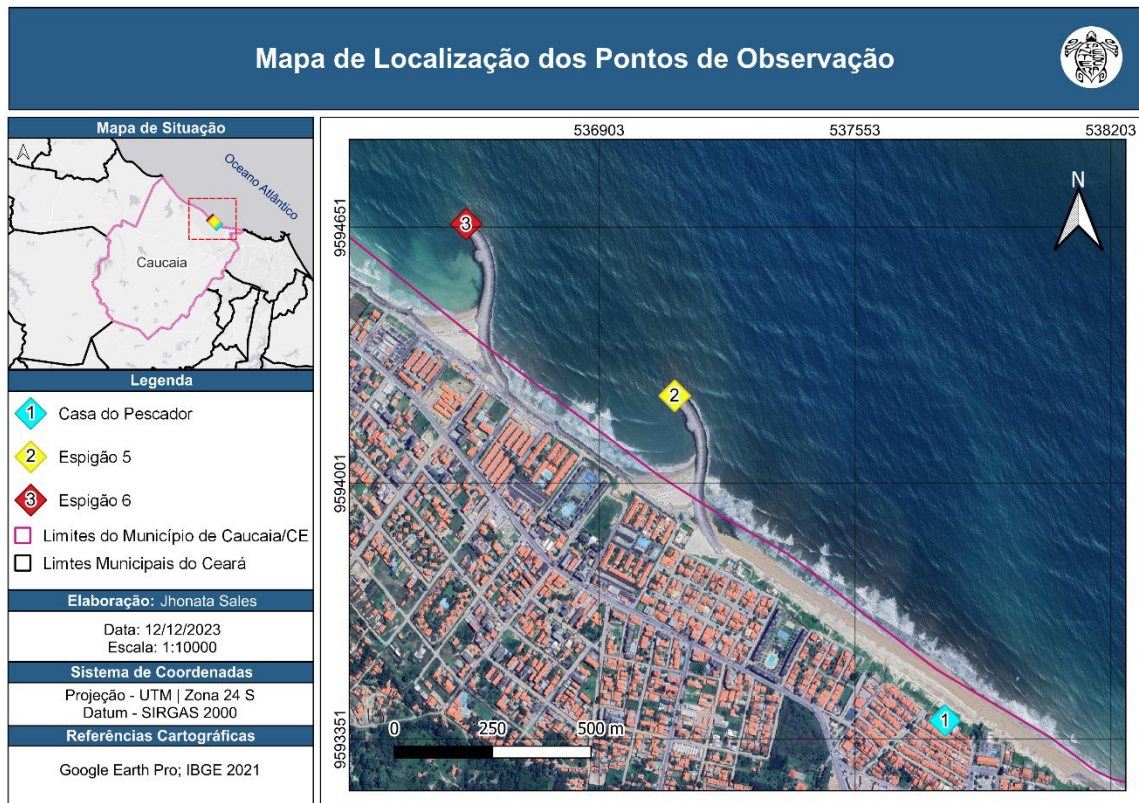 Mapa de Localização dos Pontos de Observação
Mapa de Situação
Oceano Atlântico
Caucaia
Legenda
1 Casa do Pescador
2 Espigão 5
3 Espigão 6
Limites do Município de Caucaia/CE
Limtes Municipais do Ceará
Elaboração: Jhonata Sales
Data: 12/12/2023
Escala: 1:10000
Sistema de Coordenadas
Projeção - UTM | Zona 24 S
Datum - SIRGAS 2000
Referências Cartográficas
Google Earth Pro; IBGE 2021
536903 537553 538203
9594651
9594001
9593351
N
3
2
1
0 250 500 m